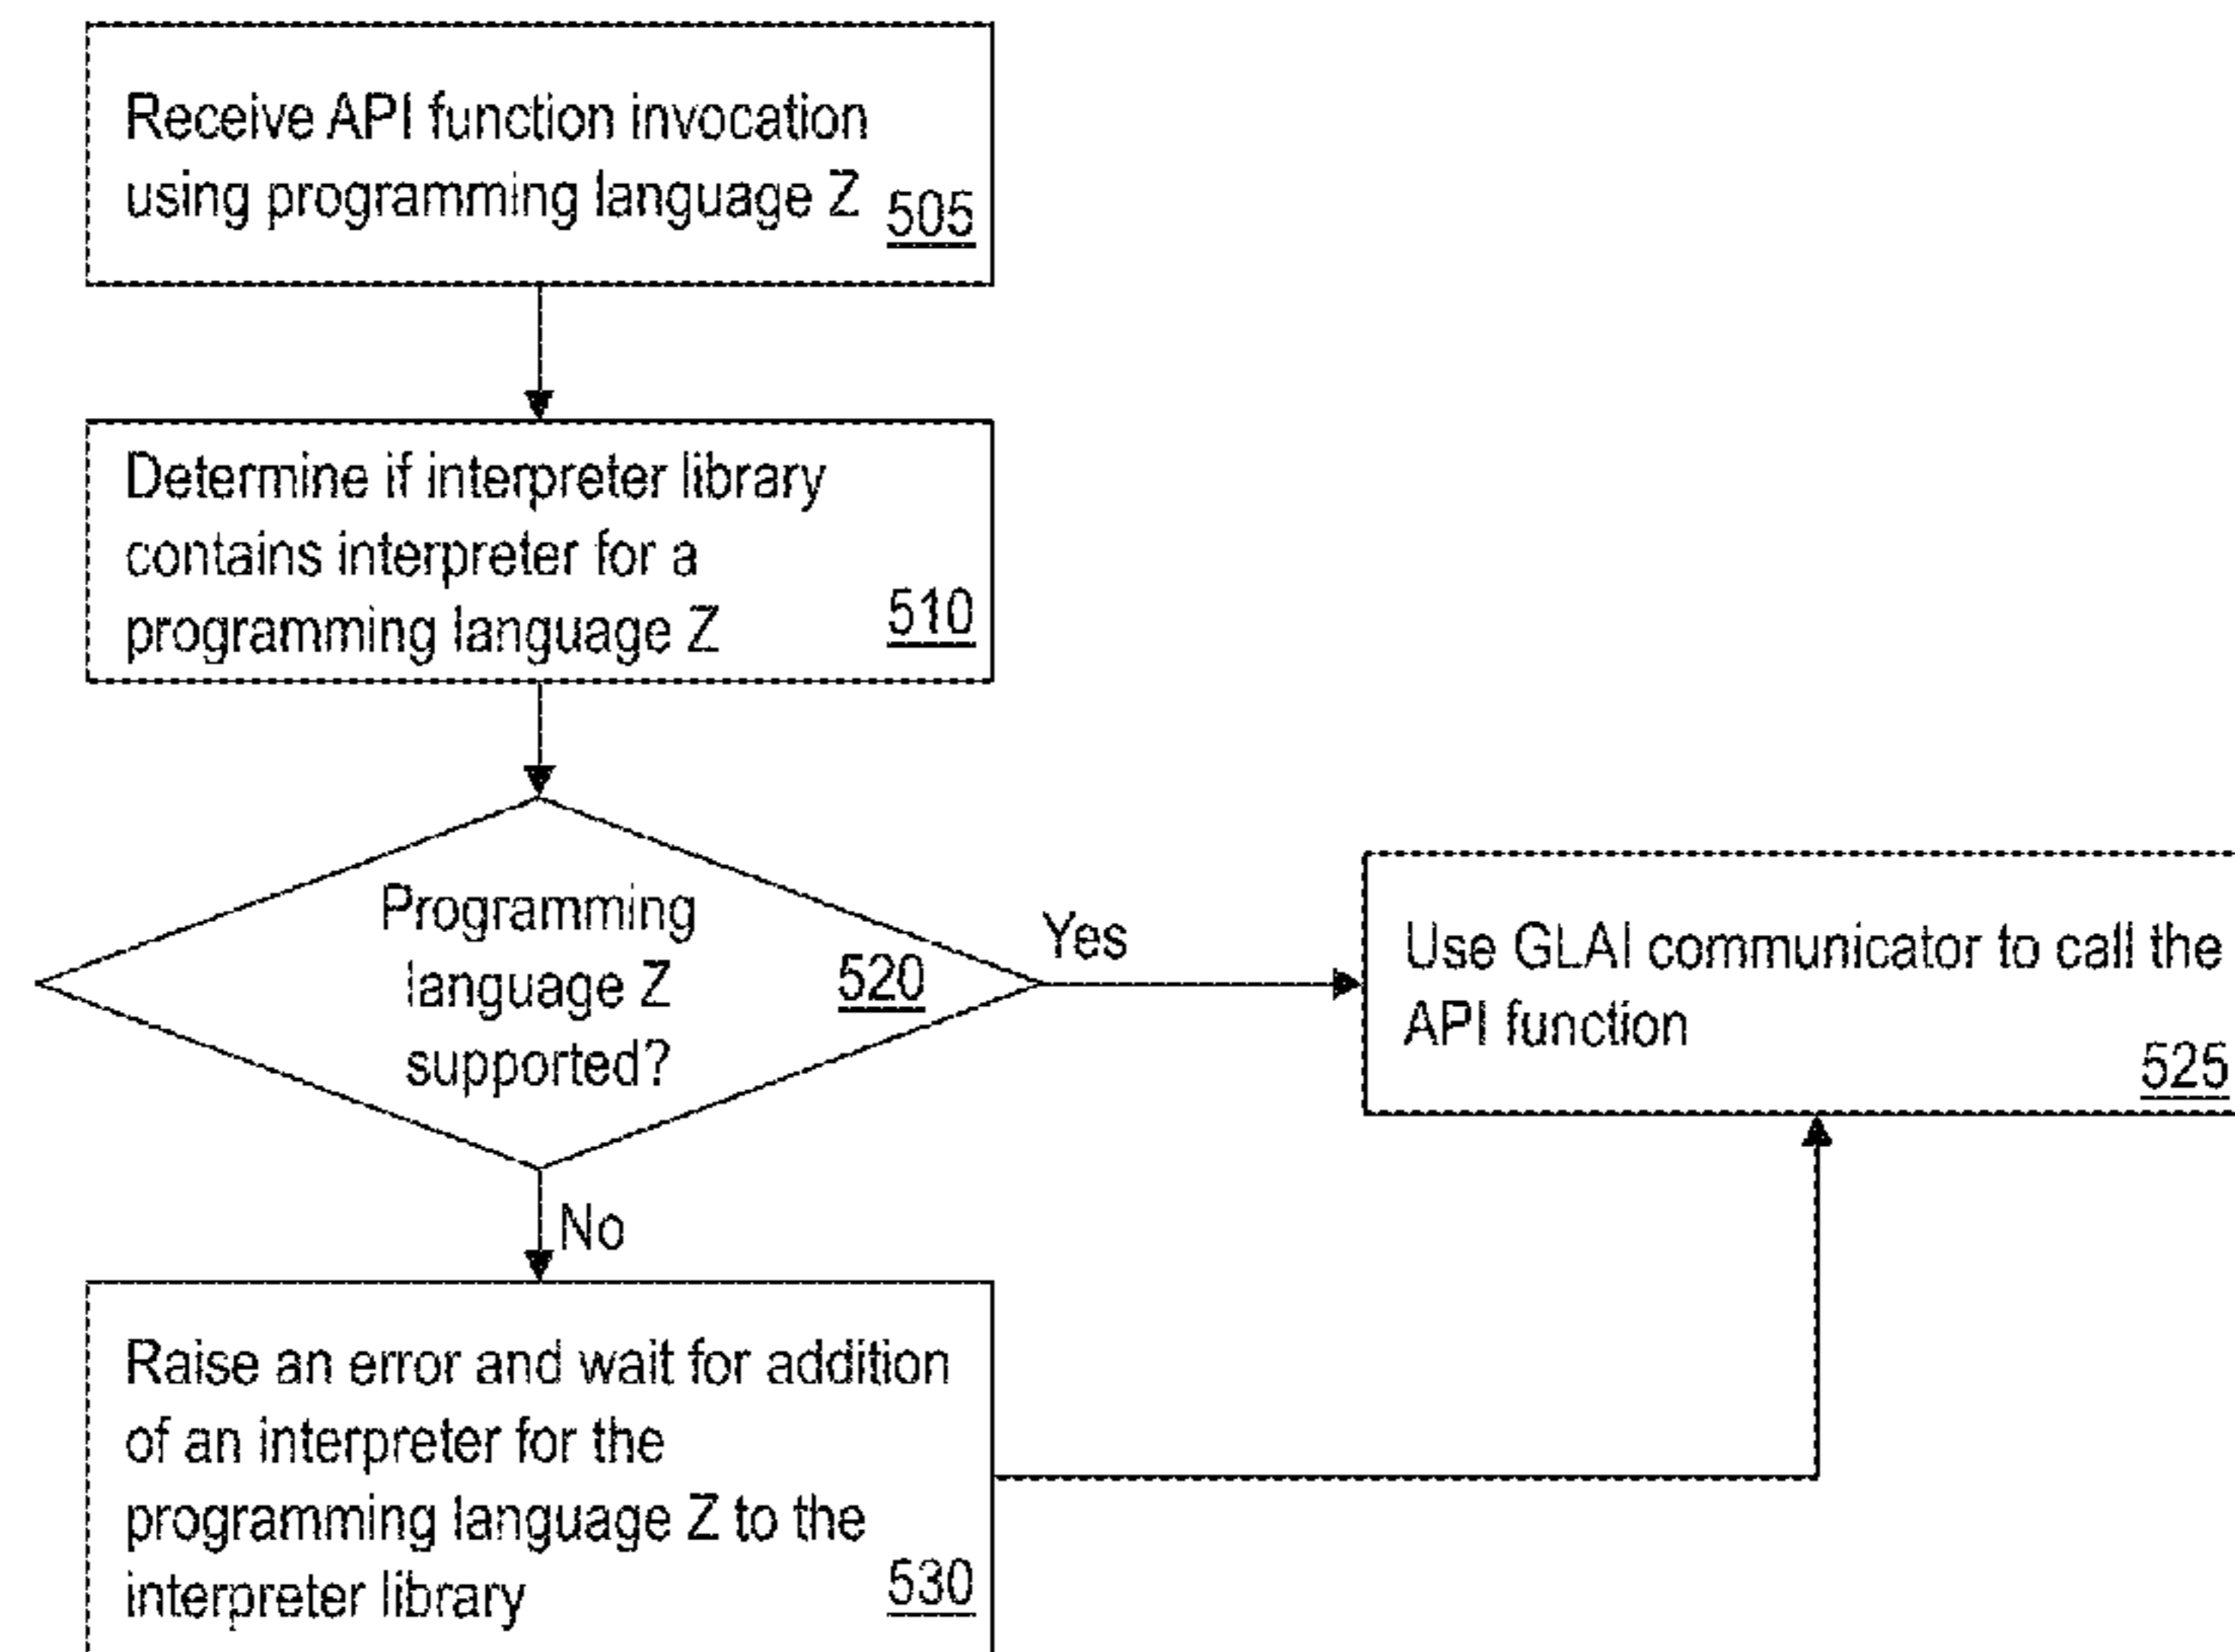 Receive API function invocation
using programming language Z 505
Determine if interpreter library
contains interpreter for a
programming language Z 510
Programming
language Z 520
supported?
Yes
Use GLAI communicator to call the
API function
525
No
Raise an error and wait for addition
of an interpreter for the
programming language Z to the
interpreter library 530